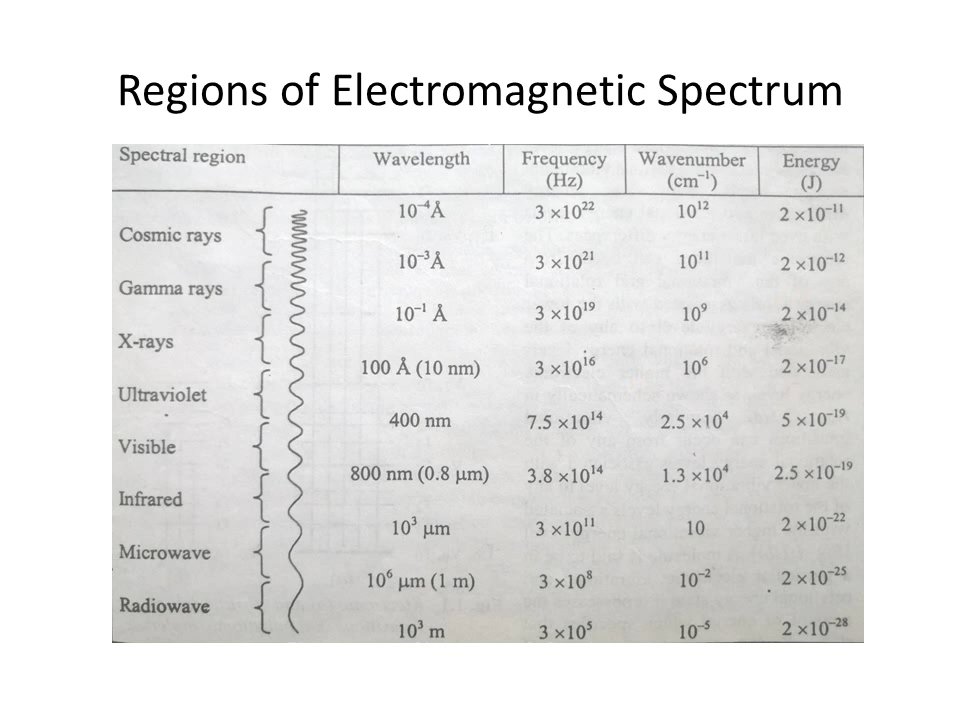 Regions of Electromagnetic Spectrum
Spectral region Wavelength Frequency (Hz) Wavenumber (cm⁻¹) Energy (J)
10⁻⁴Å 3 ×10²² 10¹² 2 ×10⁻¹¹
Cosmic rays
10⁻³Å 3 ×10²¹ 10¹¹ 2 ×10⁻¹²
Gamma rays
10⁻¹ Å 3 ×10¹⁹ 10⁹ 2 ×10⁻¹⁴
X-rays
100 Å (10 nm) 3 ×10¹⁶ 10⁶ 2 ×10⁻¹⁷
Ultraviolet
400 nm 7.5 ×10¹⁴ 2.5 ×10⁴ 5 ×10⁻¹⁹
Visible
800 nm (0.8 μm) 3.8 ×10¹⁴ 1.3 ×10⁴ 2.5 ×10⁻¹⁹
Infrared
10³ μm 3 ×10¹¹ 10 2 ×10⁻²²
Microwave
10⁶ μm (1 m) 3 ×10⁸ 10⁻² 2 ×10⁻²⁵
Radiowave
10³ m 3 ×10⁵ 10⁻⁵ 2 ×10⁻²⁸